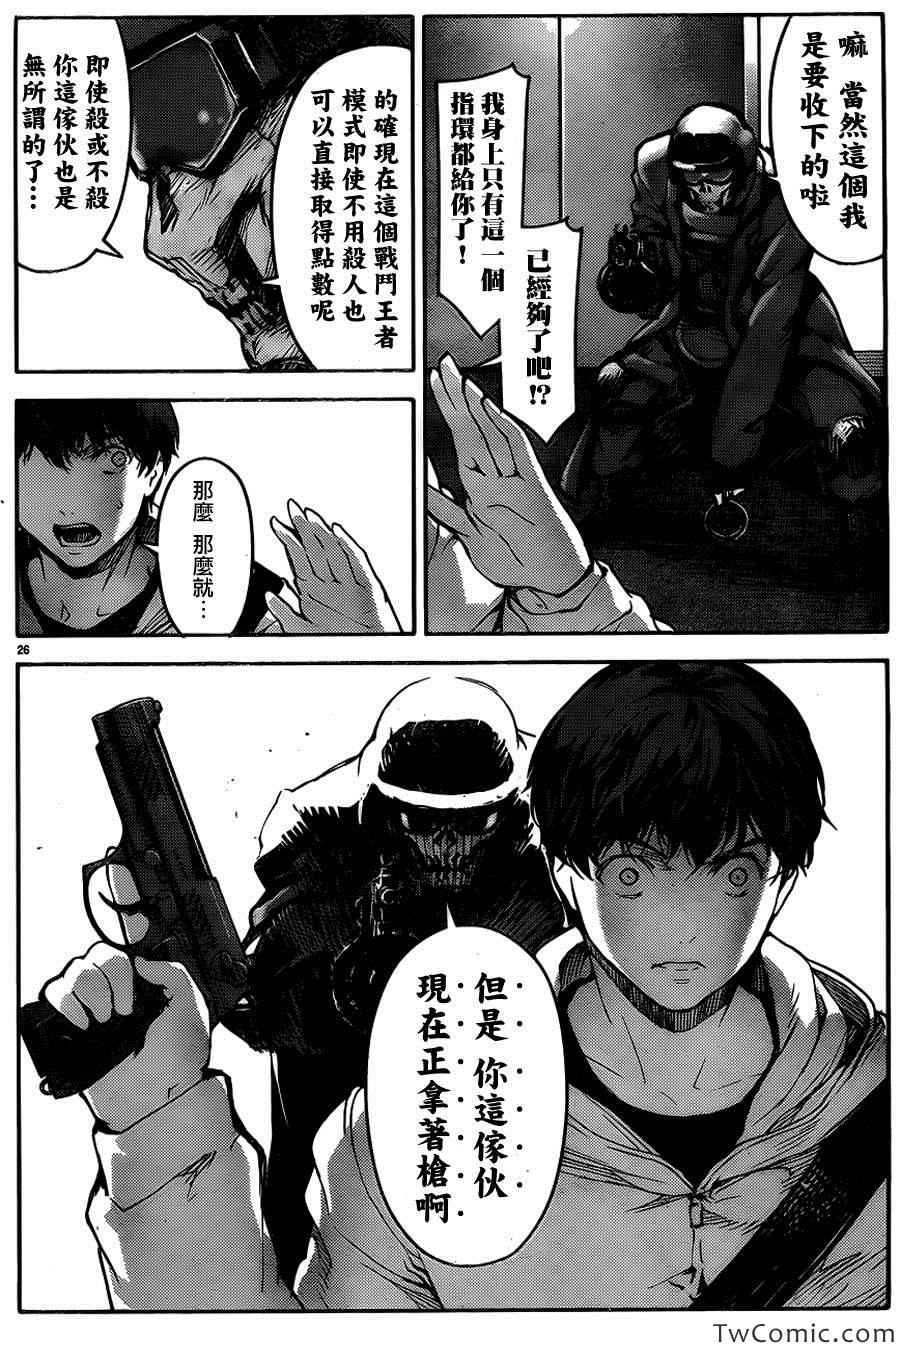 嘛 當然這個我
是要收下的啦
已經夠了吧!?
我身上只有這一個
指環都給你了!
的確現在這個戰鬥王者
模式即使不用殺人也
可以直接取得點數呢
即使殺或不殺
你這傢伙也是
無所謂的了…
那麼 那麼就…
26
但是 你這傢伙
現在正拿著槍啊
TwComic.com